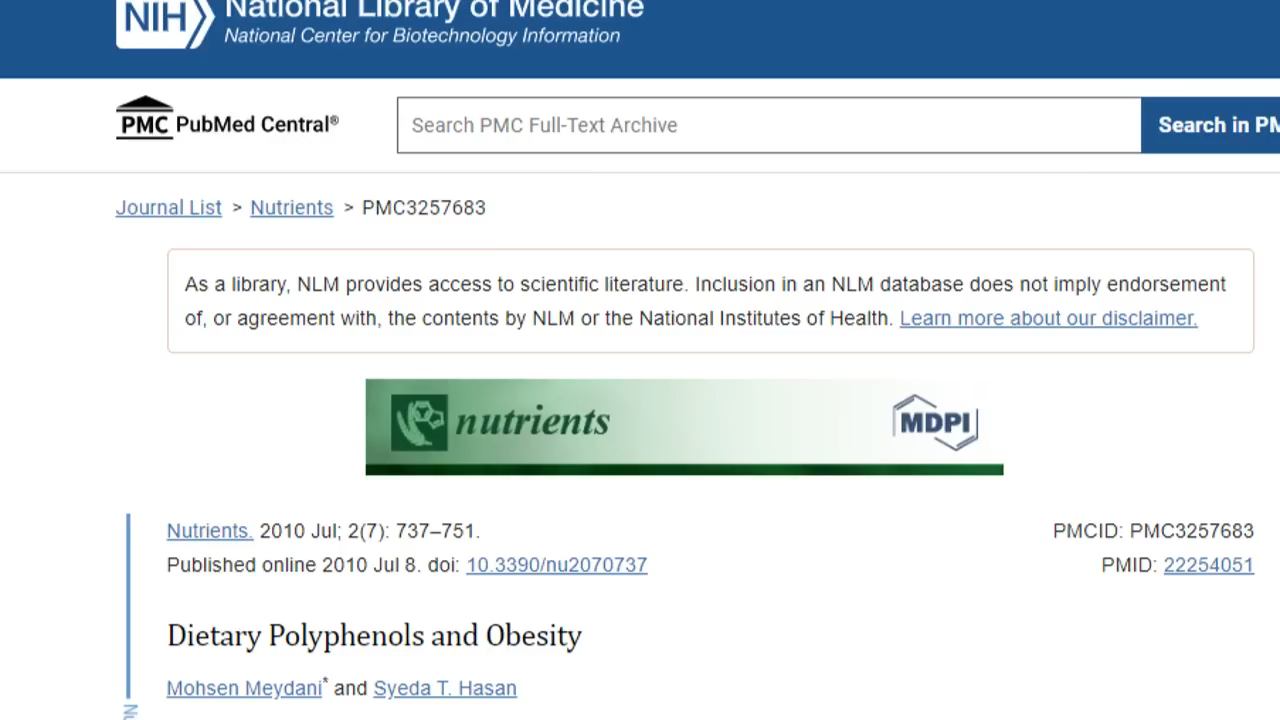 NIH National Library of Medicine
National Center for Biotechnology Information
PMC PubMed Central®
Search PMC Full-Text Archive
Search in
Journal List > Nutrients > PMC3257683
As a library, NLM provides access to scientific literature. Inclusion in an NLM database does not imply endorsement
of, or agreement with, the contents by NLM or the National Institutes of Health. Learn more about our disclaimer.
nutrients MDPI
Nutrients. 2010 Jul; 2(7): 737–751. PMCID: PMC3257683
Published online 2010 Jul 8. doi: 10.3390/nu2070737 PMID: 22254051
Dietary Polyphenols and Obesity
Mohsen Meydani* and Syeda T. Hasan